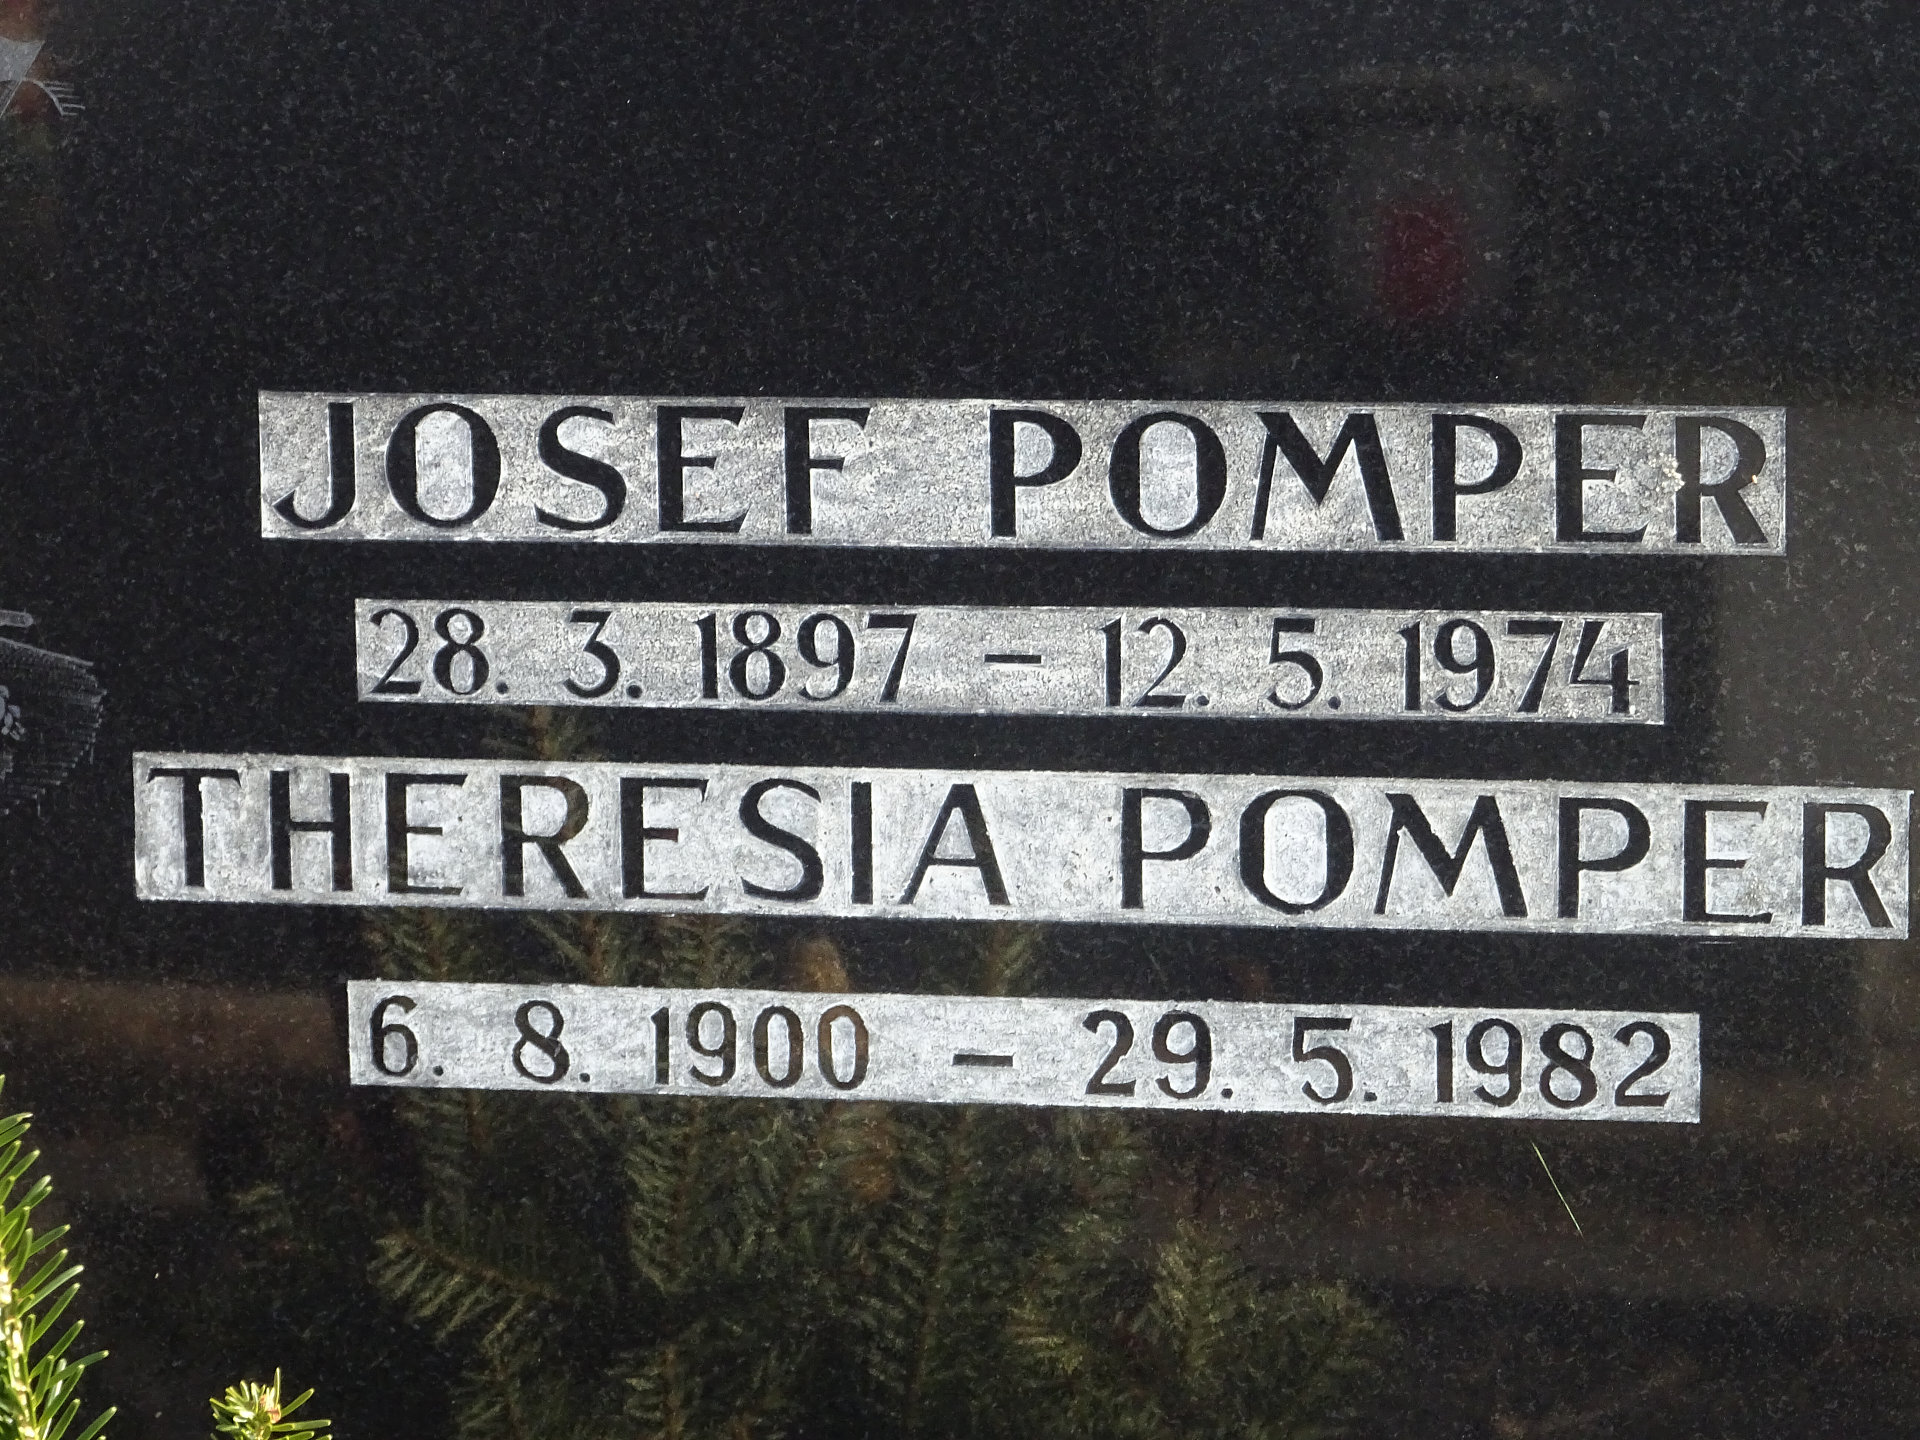 JOSEF POMPER
28. 3. 1897 – 12. 5. 1974
THERESIA POMPER
6. 8. 1900 – 29. 5. 1982